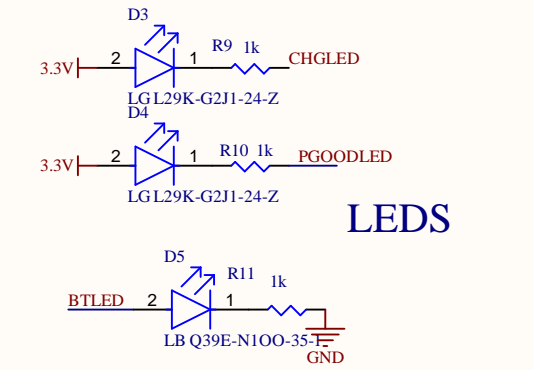 D3
R9 1k
3.3V 2 1 CHGLED
LG L29K-G2J1-24-Z
D4
R10 1k
3.3V 2 1 PGOODLED
LG L29K-G2J1-24-Z
LEDS
D5
R11 1k
BTLED 2 1
LB Q39E-N1OO-35-1
GND